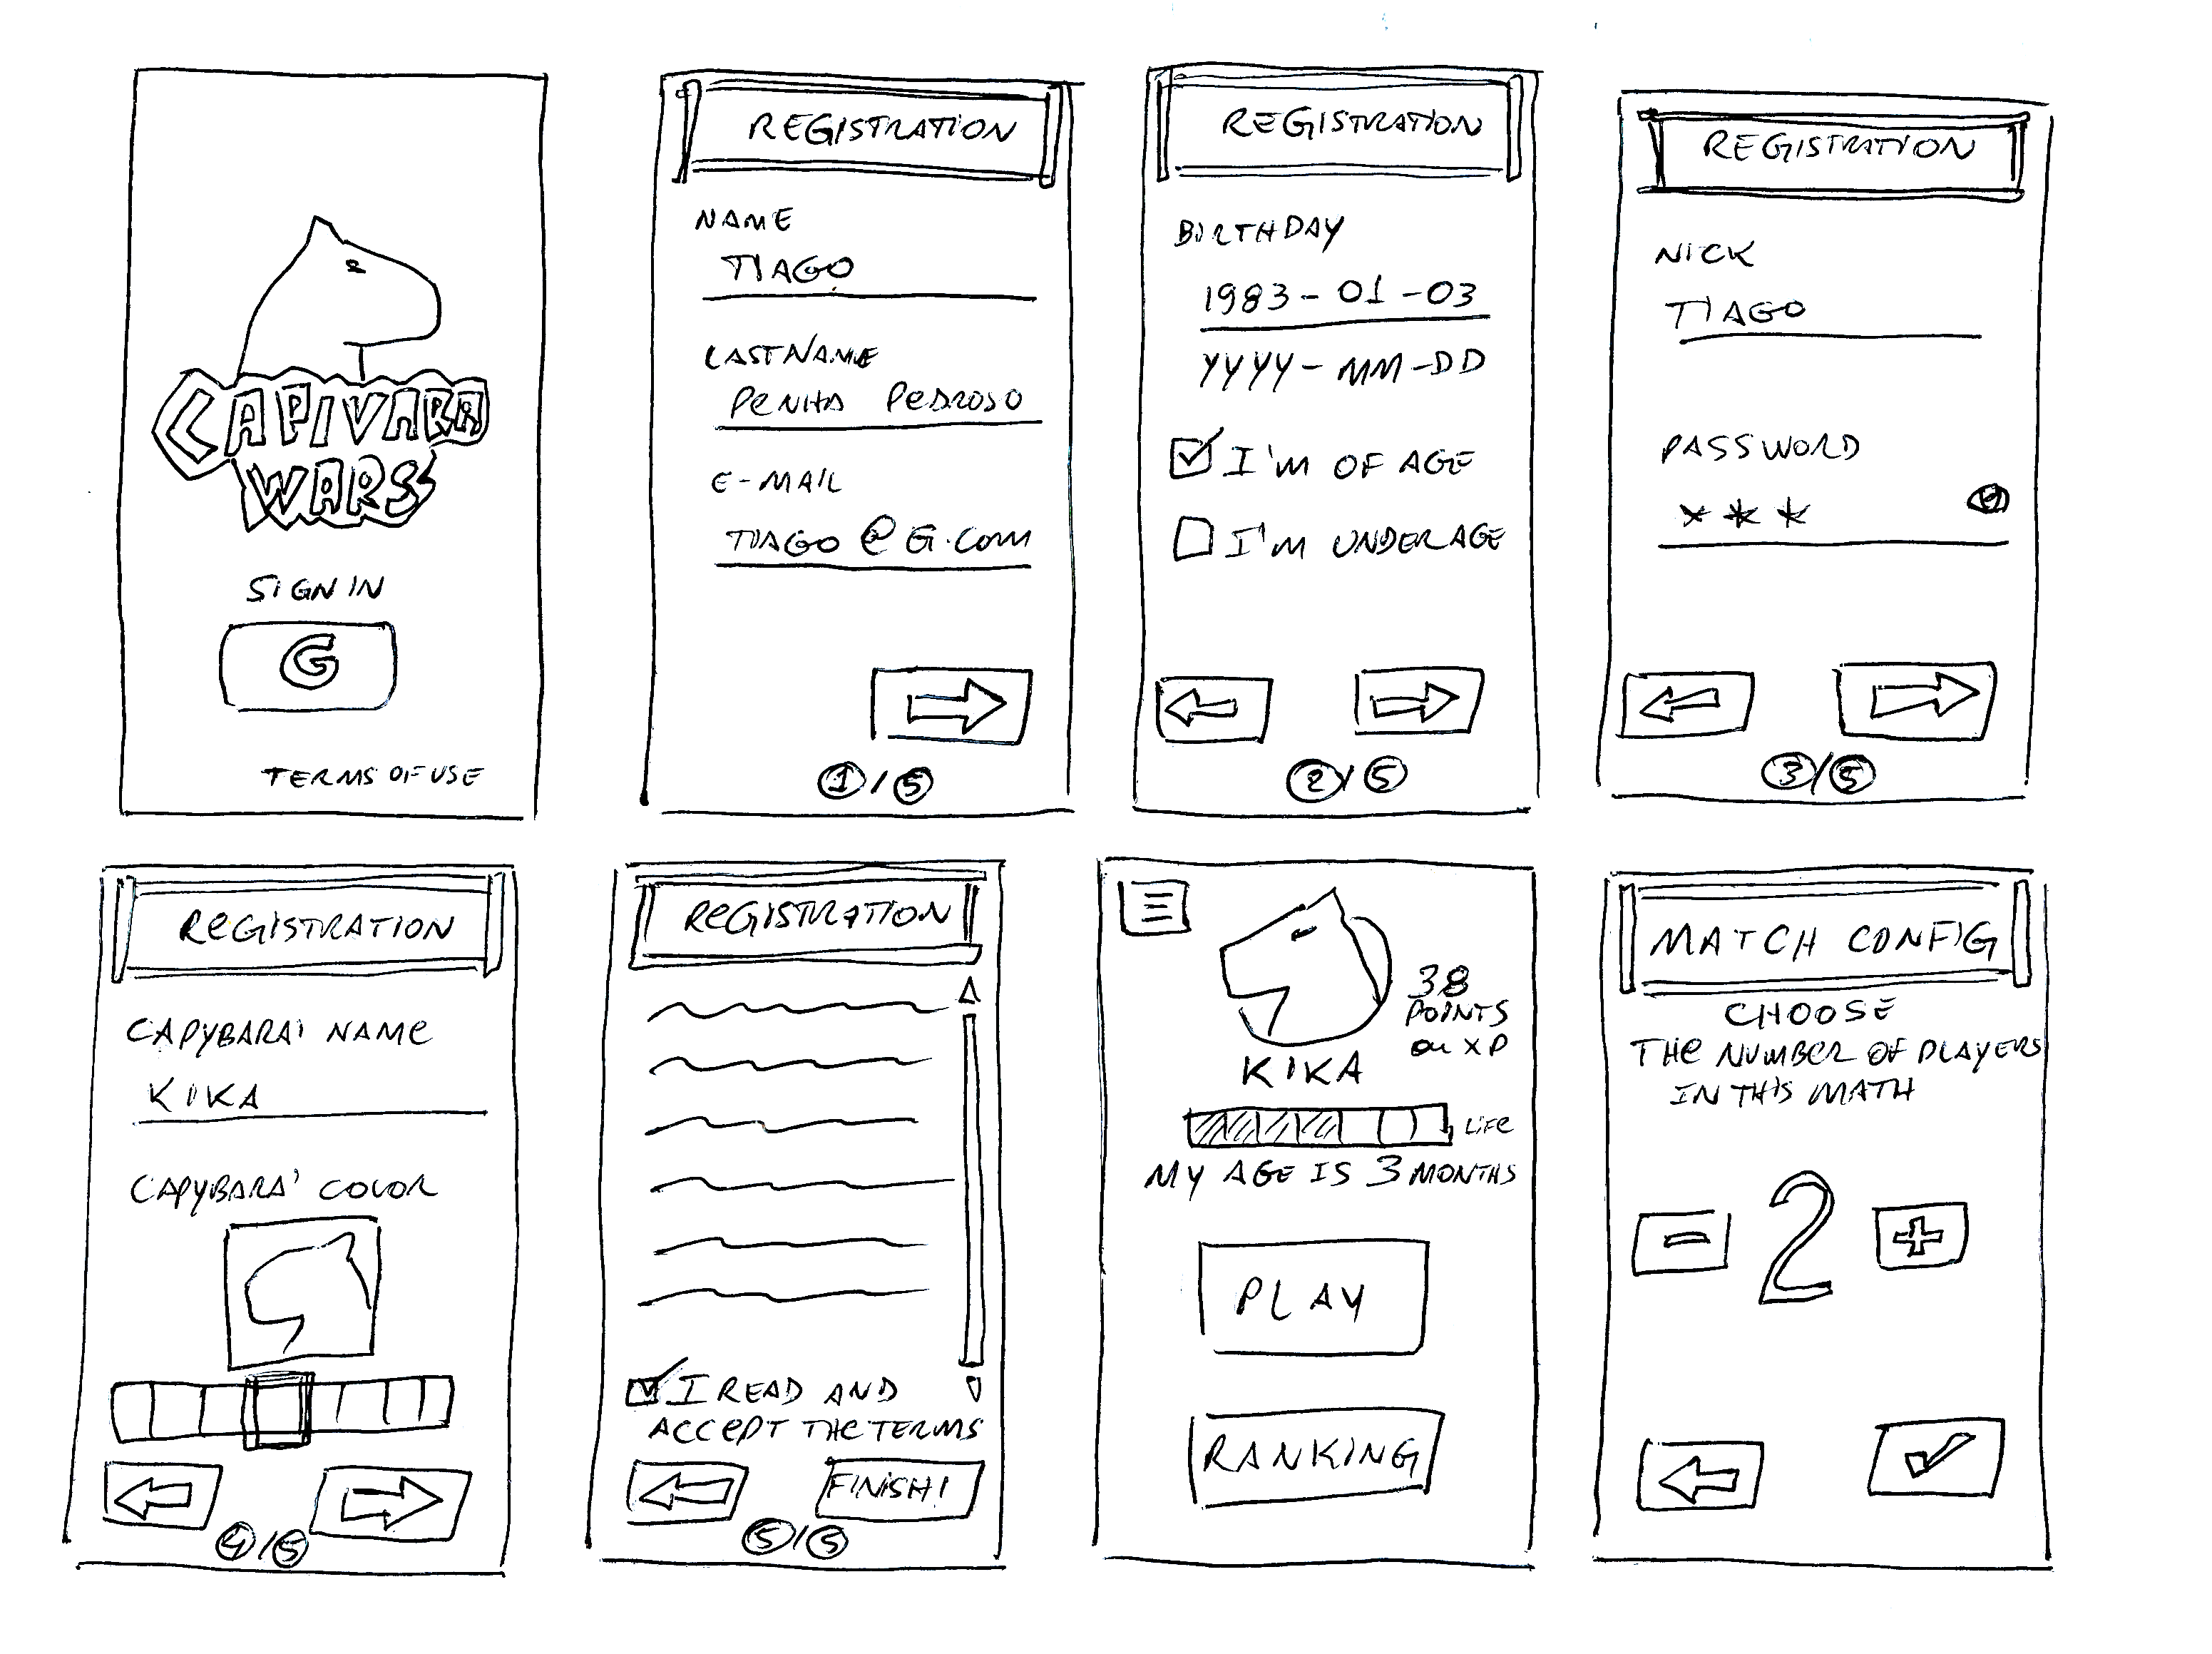 CAPIVARA
WARS
SIGN IN
G
TERMS OF USE
REGISTRATION
NAME
TIAGO
LASTNAME
PENHA PEDROSO
E-MAIL
TIAGO@G.COM
1/5
REGISTRATION
BIRTHDAY
1983-01-03
YYYY-MM-DD
I'M OF AGE
I'M UNDERAGE
2/5
REGISTRATION
NICK
TIAGO
PASSWORD
***
3/5
REGISTRATION
CAPYBARA' NAME
KIKA
CAPYBARA' COLOR
4/5
REGISTRATION
I READ AND
ACCEPT THE TERMS
FINISH!
5/5
38
POINTS
OU XP
KIKA
LIFE
MY AGE IS 3 MONTHS
PLAY
RANKING
MATCH CONFIG
CHOOSE
THE NUMBER OF PLAYERS
IN THIS MATH
- 2 +